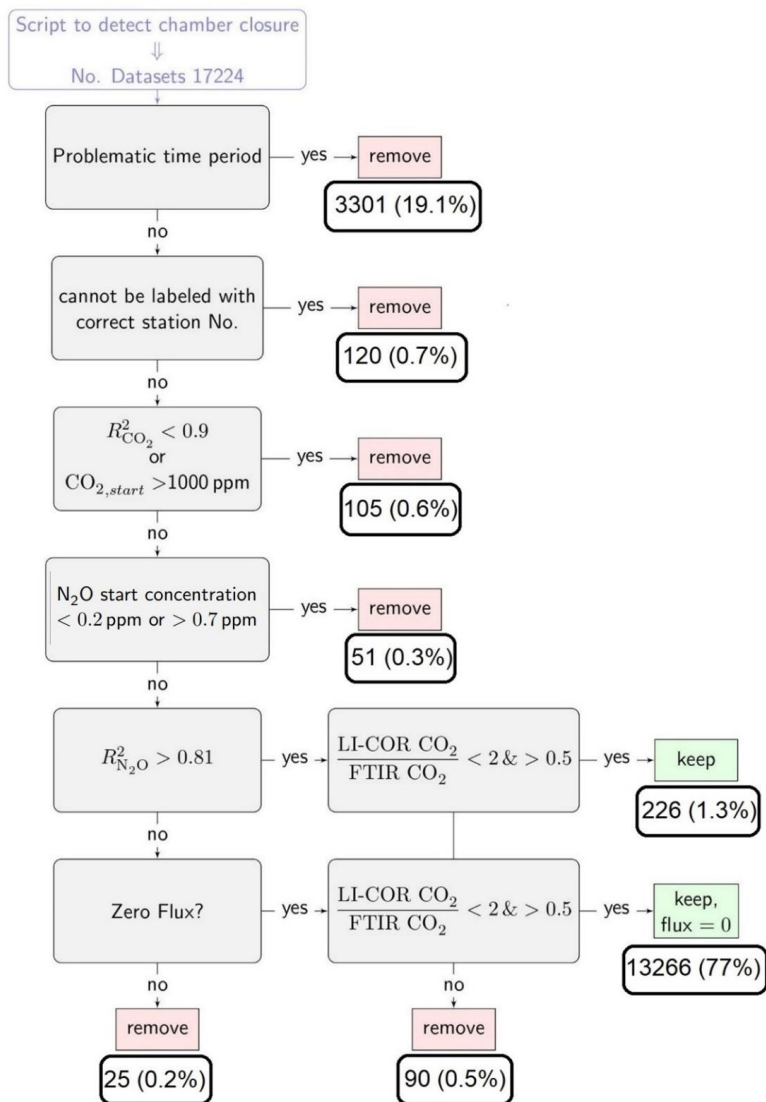 Script to detect chamber closure
⇓
No. Datasets 17224
Problematic time period
yes
remove
3301 (19.1%)
no
cannot be labeled with
correct station No.
yes
remove
120 (0.7%)
no
R²_CO₂ < 0.9
or
CO₂,start >1000 ppm
yes
remove
105 (0.6%)
no
N₂O start concentration
< 0.2 ppm or > 0.7 ppm
yes
remove
51 (0.3%)
no
R²_N₂O > 0.81
yes
LI-COR CO₂
FTIR CO₂
< 2 & > 0.5
yes
keep
226 (1.3%)
no
Zero Flux?
yes
LI-COR CO₂
FTIR CO₂
< 2 & > 0.5
yes
keep,
flux = 0
13266 (77%)
no
remove
25 (0.2%)
no
remove
90 (0.5%)